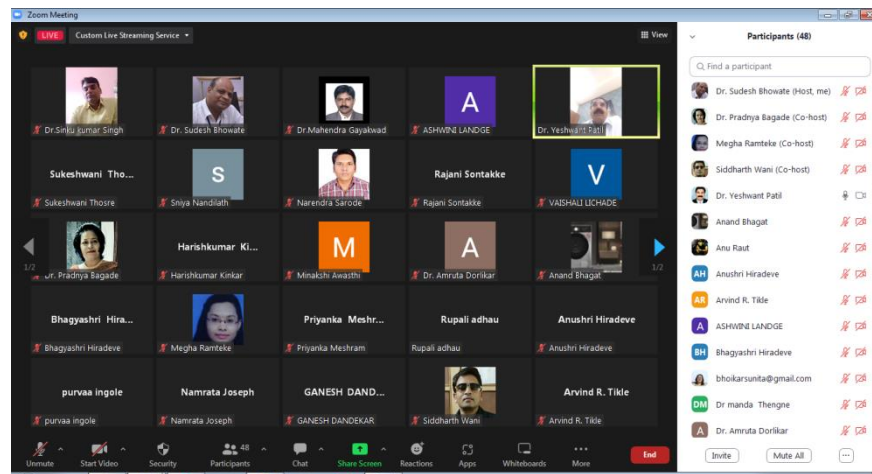 Zoom Meeting
LIVE Custom Live Streaming Service
View
Dr.Sinku kumar Singh
Dr. Sudesh Bhowate
Dr.Mahendra Gayakwad
A
ASHWINI LANDGE
Dr. Yeshwant Patil
Sukeshwani Tho...
Sukeshwani Thosre
S
Sniya Nandilath
Narendra Sarode
Rajani Sontakke
Rajani Sontakke
V
VAISHALI LICHADE
1/2
Dr. Pradnya Bagade
Harishkumar Ki...
Harishkumar Kinkar
M
Minakshi Awasthi
A
Dr. Amruta Dorlikar
Anand Bhagat
1/2
Bhagyashri Hira...
Bhagyashri Hiradeve
Megha Ramteke
Priyanka Meshr...
Priyanka Meshram
Rupali adhau
Rupali adhau
Anushri Hiradeve
Anushri Hiradeve
purvaa ingole
purvaa ingole
Namrata Joseph
Namrata Joseph
GANESH DAND...
GANESH DANDEKAR
Siddharth Wani
Arvind R. Tikle
Arvind R. Tikle
Unmute
Start Video
Security
48
Participants
Chat
Share Screen
Reactions
Apps
Whiteboards
More
End
Participants (48)
Find a participant
Dr. Sudesh Bhowate (Host, me)
Dr. Pradnya Bagade (Co-host)
Megha Ramteke (Co-host)
Siddharth Wani (Co-host)
Dr. Yeshwant Patil
Anand Bhagat
Anu Raut
AH Anushri Hiradeve
AR Arvind R. Tikle
A ASHWINI LANDGE
BH Bhagyashri Hiradeve
bhoikarsunita@gmail.com
DM Dr manda Thengne
A Dr. Amruta Dorlikar
Invite
Mute All
...